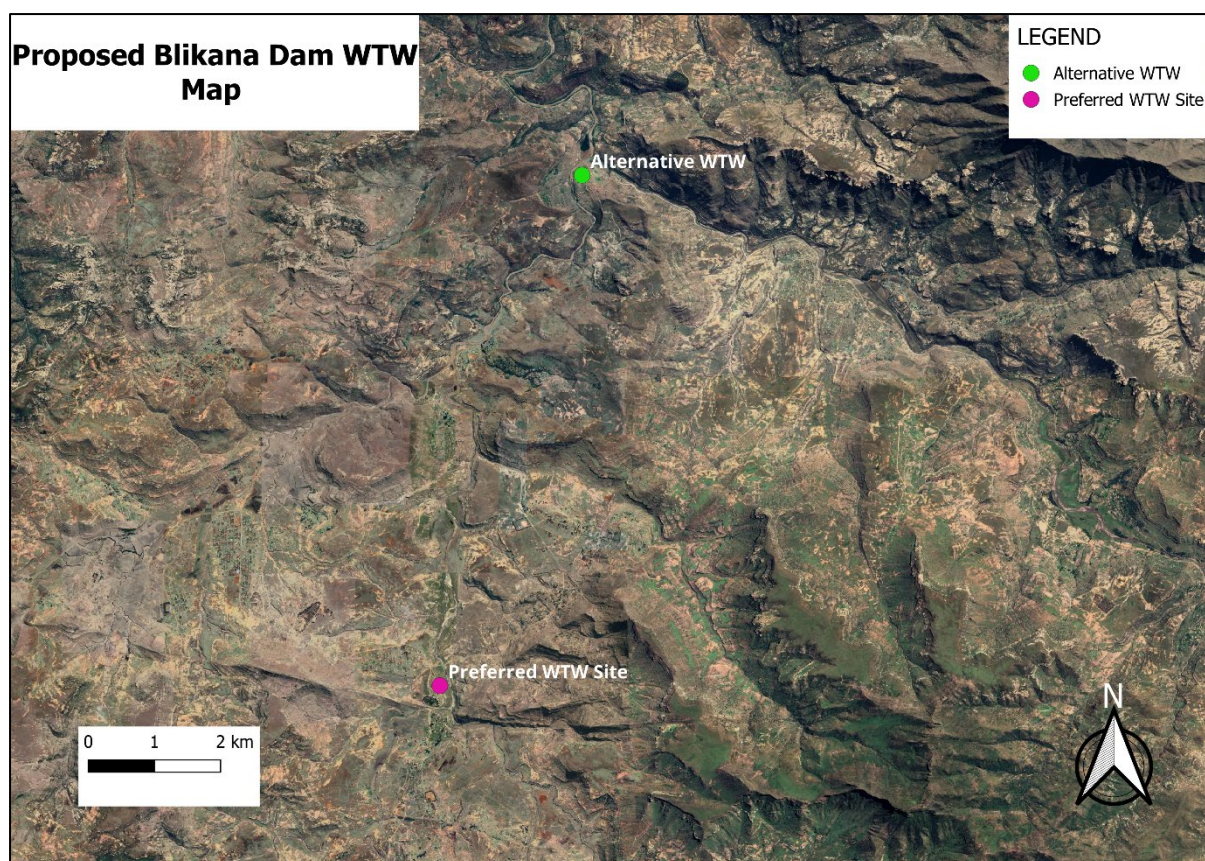 Proposed Blikana Dam WTW
Map
LEGEND
Alternative WTW
Preferred WTW Site
Alternative WTW
Preferred WTW Site
0 1 2 km
N